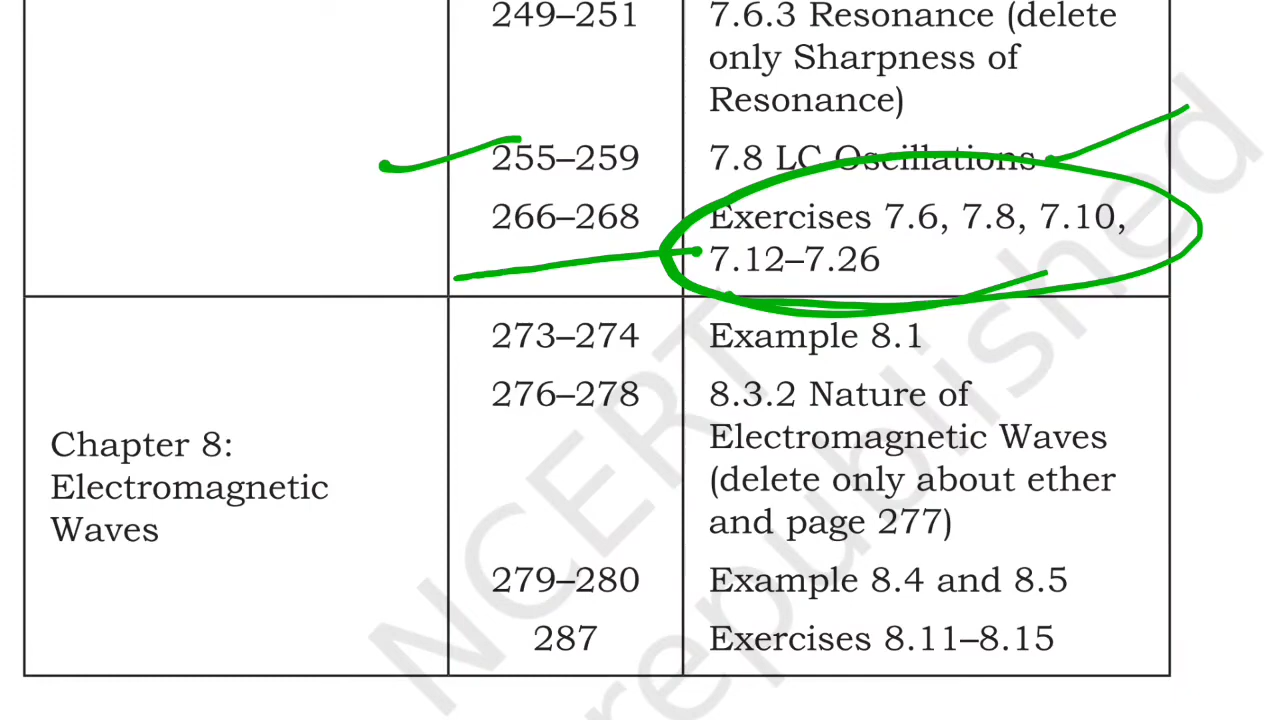 249–251 7.6.3 Resonance (delete
only Sharpness of
Resonance)
255–259 7.8 LC Oscillations
266–268 Exercises 7.6, 7.8, 7.10,
7.12–7.26
Chapter 8:
Electromagnetic
Waves
273–274 Example 8.1
276–278 8.3.2 Nature of
Electromagnetic Waves
(delete only about ether
and page 277)
279–280 Example 8.4 and 8.5
287 Exercises 8.11–8.15
NCERT
republished